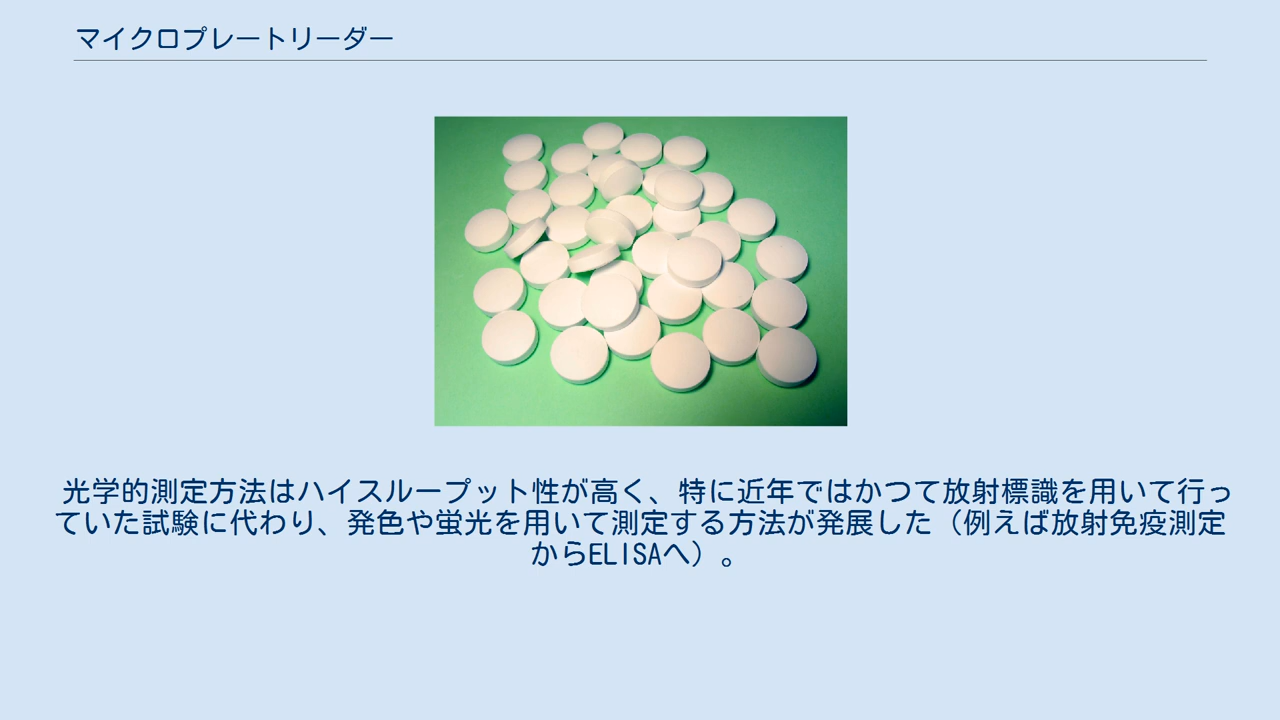 マイクロプレートリーダー
光学的測定方法はハイスループット性が高く、特に近年ではかつて放射標識を用いて行っ
ていた試験に代わり、発色や蛍光を用いて測定する方法が発展した（例えば放射免疫測定
からELISAへ）。